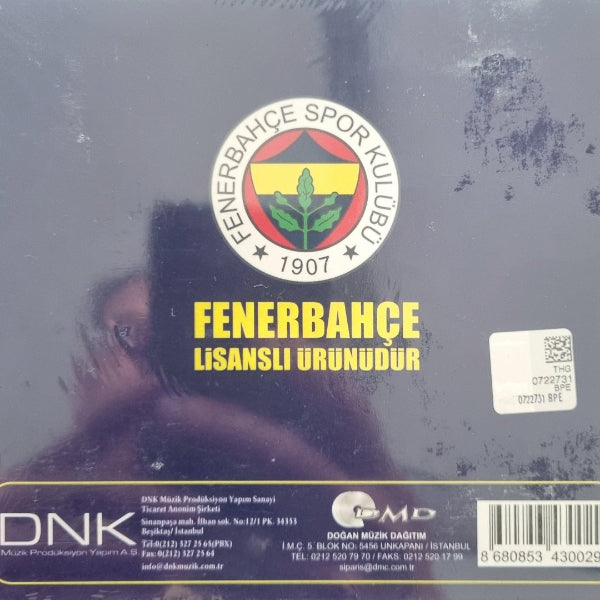 FENERBAHÇE SPOR KULÜBÜ
1907
FENERBAHÇE
LİSANSLI ÜRÜNÜDÜR
THG
0722731
BPE
0722731 BPE
DNK
Müzik Prodüksiyon Yapım A.Ş.
DNK Müzik Prodüksiyon Yapım Sanayi
Ticaret Anonim Şirketi
Sinanpaşa mah. İlhan sok. No:12/1 PK. 34353
Beşiktaş/ İstanbul
Tel:0(212) 327 25 65(PBX)
Fax: 0(212) 327 25 64
info@dnkmuzik.com.tr
DMD
DOĞAN MÜZİK DAĞITIM
İ.M.Ç. 5. BLOK NO: 5456 UNKAPANI / İSTANBUL
TEL: 0212 520 79 70 / FAKS: 0212 520 17 99
siparis@dmc.com.tr
8 680853 430029